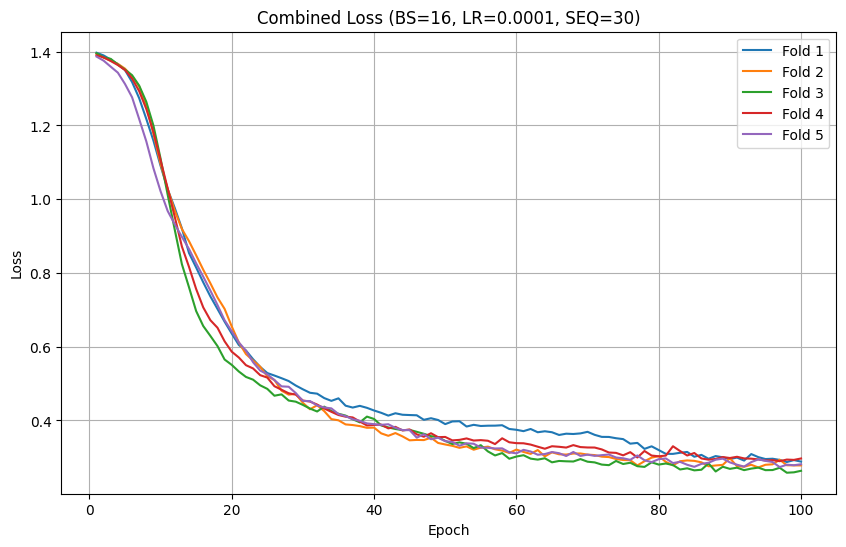 Combined Loss (BS=16, LR=0.0001, SEQ=30)
Fold 1
Fold 2
Fold 3
Fold 4
Fold 5
Loss
1.4
1.2
1.0
0.8
0.6
0.4
0
20
40
60
80
100
Epoch